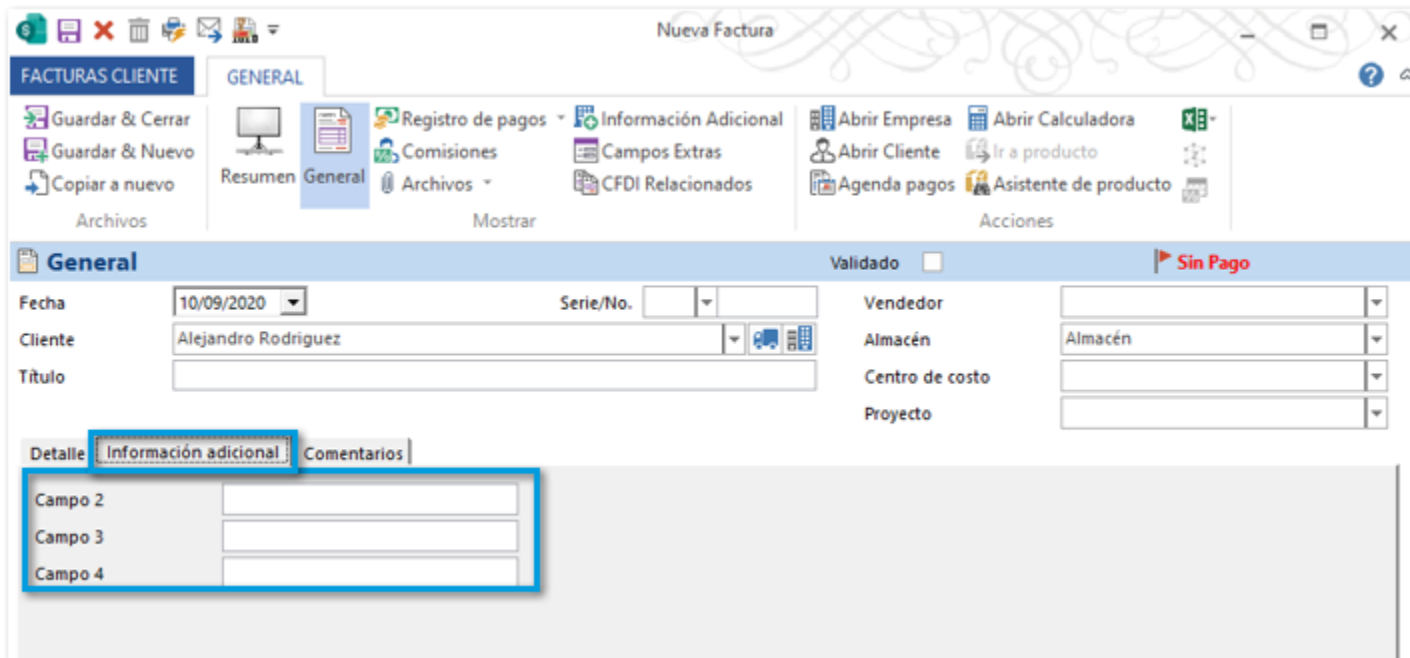 Nueva Factura
FACTURAS CLIENTE GENERAL
Guardar & Cerrar Registro de pagos Información Adicional Abrir Empresa Abrir Calculadora
Guardar & Nuevo Comisiones Campos Extras Abrir Cliente Ir a producto
Copiar a nuevo Resumen General Archivos CFDI Relacionados Agenda pagos Asistente de producto
Archivos Mostrar Acciones
General Validado Sin Pago
Fecha 10/09/2020 Serie/No. Vendedor
Cliente Alejandro Rodriguez Almacén Almacén
Título Centro de costo
Proyecto
Detalle Información adicional Comentarios
Campo 2
Campo 3
Campo 4